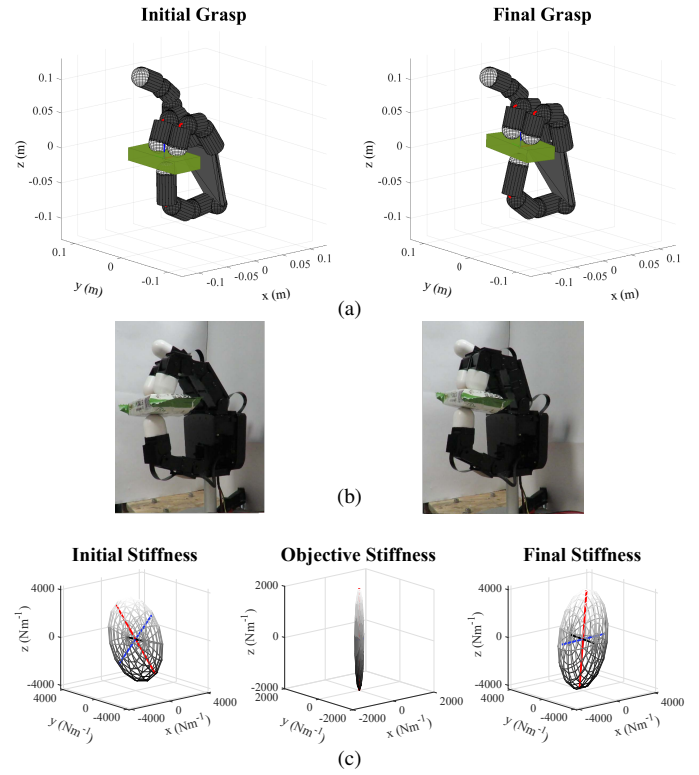 Initial Grasp Final Grasp
0.1 0.1
0.05 0.05
0 0
-0.05 -0.05
-0.1 -0.1
z (m) z (m)
0.1 0 -0.1 -0.1 -0.05 0 0.05 0.1 0.1 0 -0.1 -0.1 -0.05 0 0.05 0.1
y (m) x (m) y (m) x (m)
(a)
(b)
Initial Stiffness Objective Stiffness Final Stiffness
4000 2000 4000
z (Nm⁻¹) z (Nm⁻¹) z (Nm⁻¹)
0 0 0
-4000 -2000 -4000
4000 0 -4000 -4000 0 4000 2000 0 -2000 -2000 0 2000 4000 0 -4000 -4000 0 4000
y (Nm⁻¹) x (Nm⁻¹) y (Nm⁻¹) x (Nm⁻¹) y (Nm⁻¹) x (Nm⁻¹)
(c)